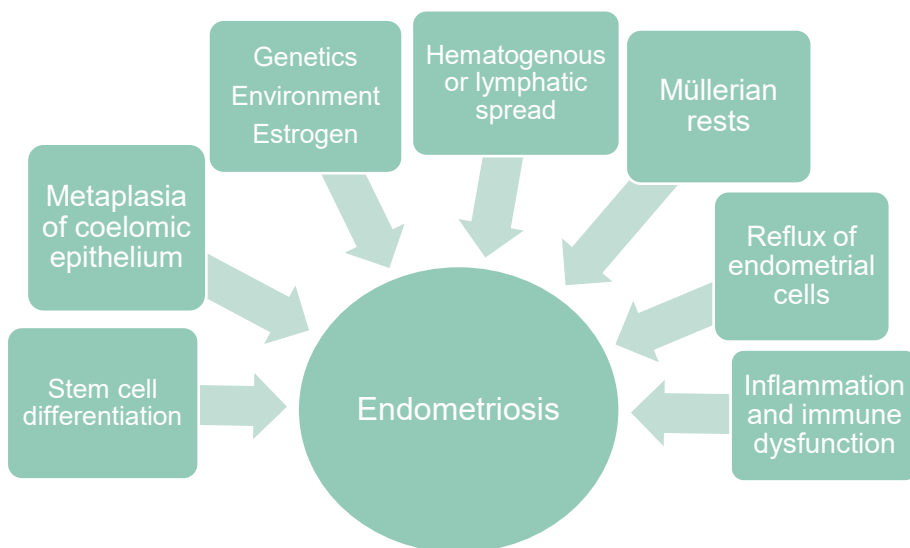 Genetics
Environment
Estrogen
Hematogenous
or lymphatic
spread
Müllerian
rests
Metaplasia
of coelomic
epithelium
Reflux of
endometrial
cells
Stem cell
differentiation
Endometriosis
Inflammation
and immune
dysfunction